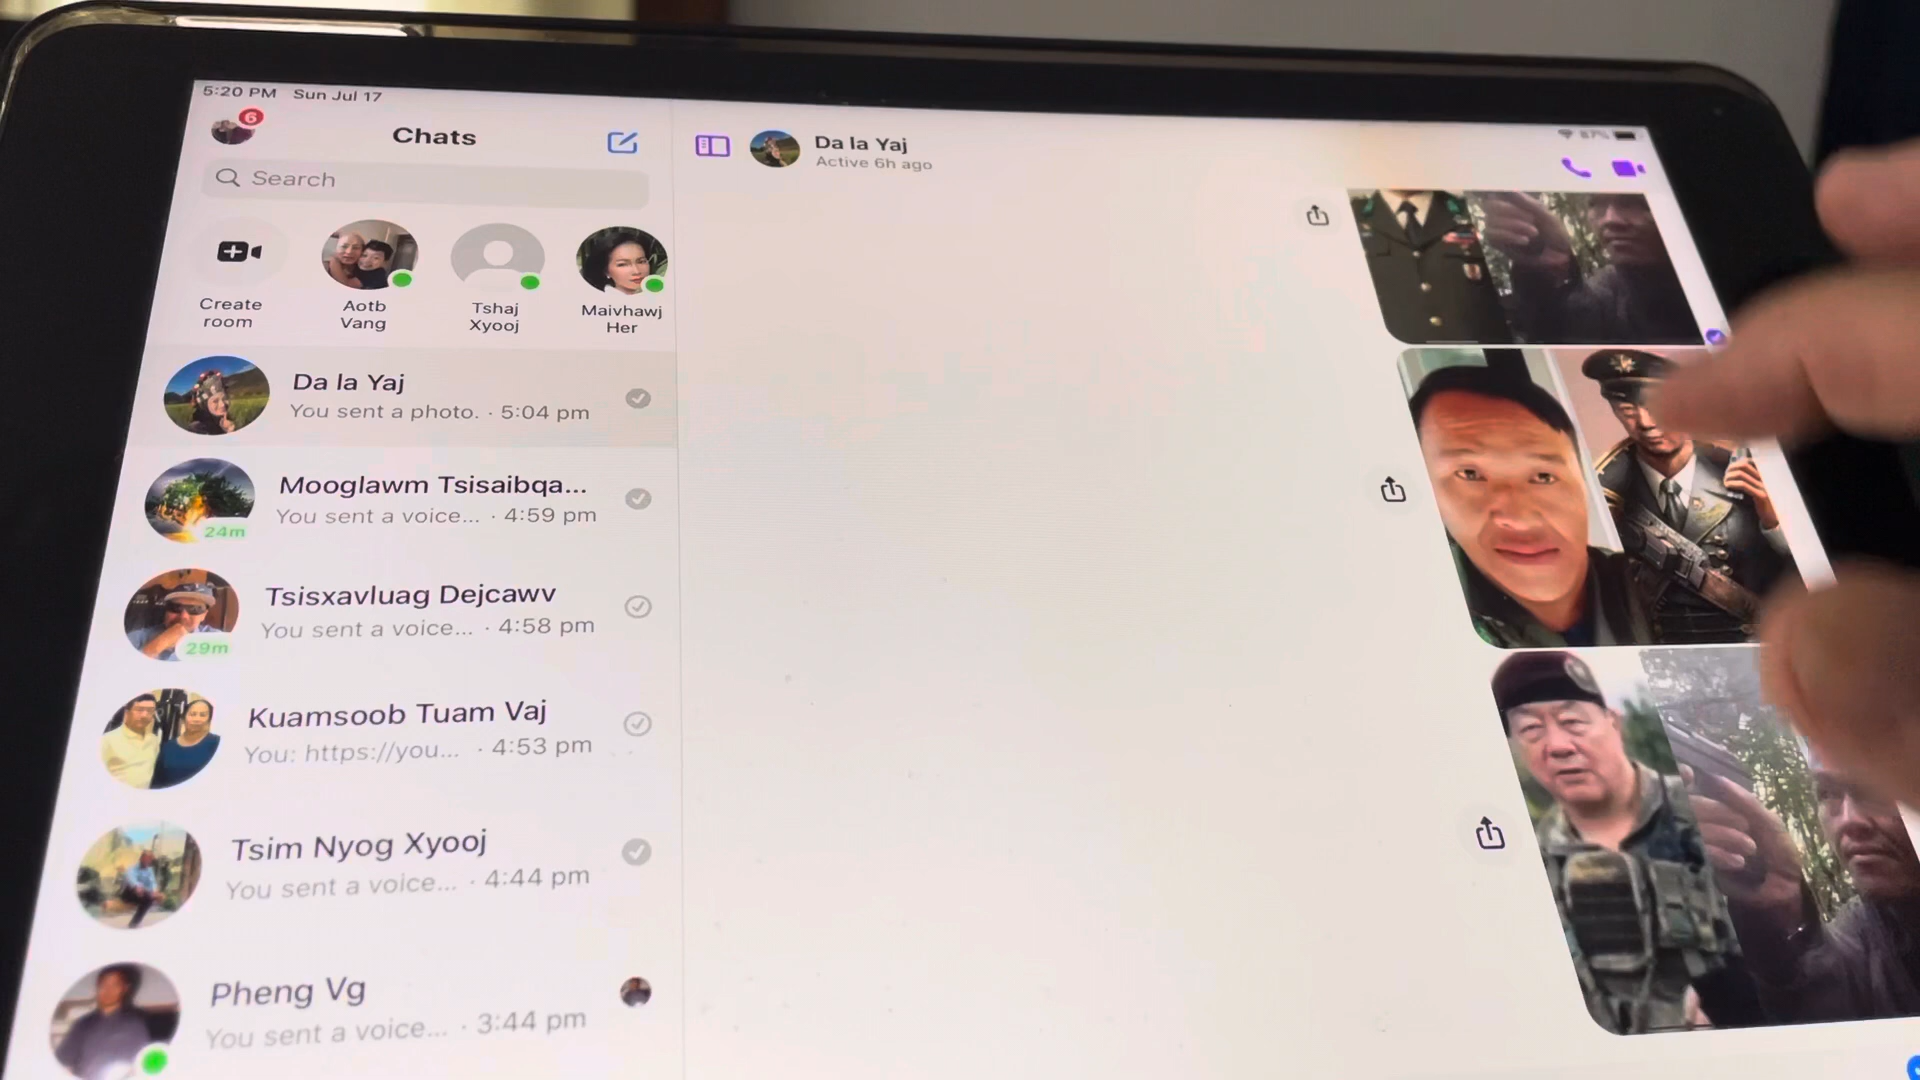 5:20 PM Sun Jul 17
87%
6
Chats
Search
Create room
Aotb Vang
Tshaj Xyooj
Maivhawj Her
Da la Yaj
You sent a photo. · 5:04 pm
Mooglawm Tsisaibqa...
You sent a voice... · 4:59 pm
24m
Tsisxavluag Dejcawv
You sent a voice... · 4:58 pm
29m
Kuamsoob Tuam Vaj
You: https://you... · 4:53 pm
Tsim Nyog Xyooj
You sent a voice... · 4:44 pm
Pheng Vg
You sent a voice... · 3:44 pm
Da la Yaj
Active 6h ago